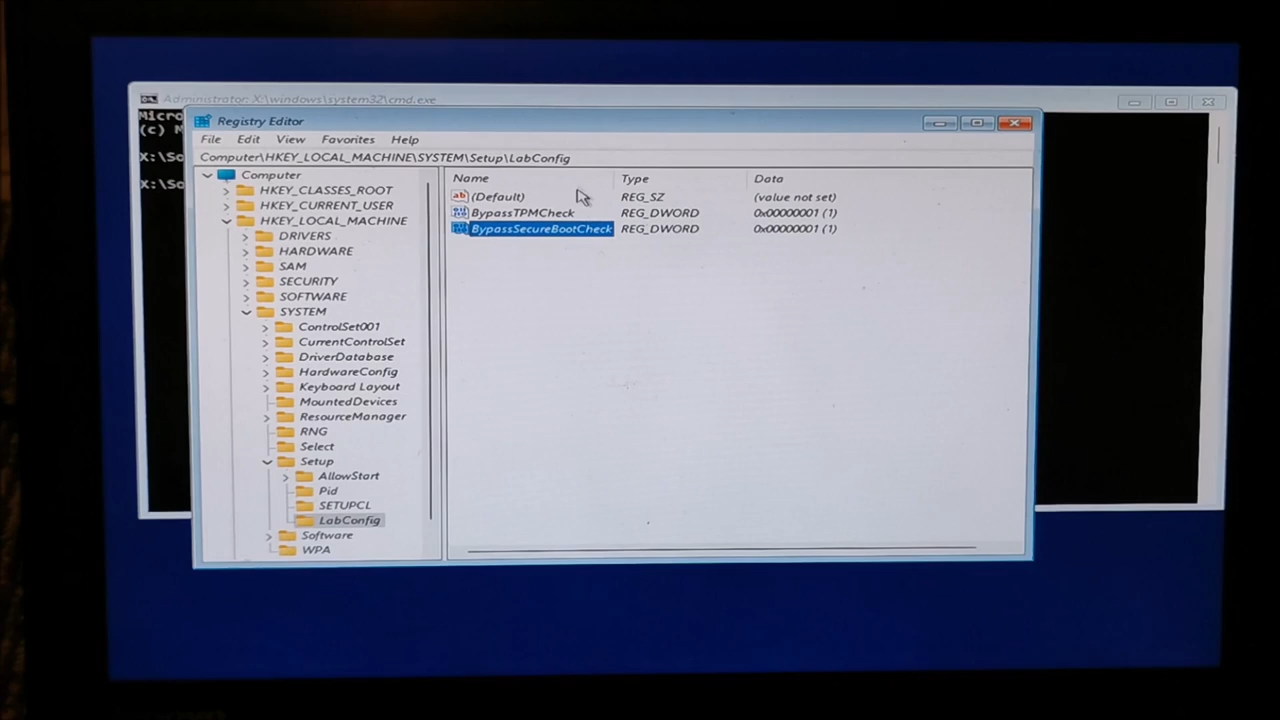 Administrator: X:\windows\system32\cmd.exe
Micro
(c) M
X:\So
X:\So
Registry Editor
File Edit View Favorites Help
Computer\HKEY_LOCAL_MACHINE\SYSTEM\Setup\LabConfig
Computer
HKEY_CLASSES_ROOT
HKEY_CURRENT_USER
HKEY_LOCAL_MACHINE
DRIVERS
HARDWARE
SAM
SECURITY
SOFTWARE
SYSTEM
ControlSet001
CurrentControlSet
DriverDatabase
HardwareConfig
Keyboard Layout
MountedDevices
ResourceManager
RNG
Select
Setup
AllowStart
Pid
SETUPCL
LabConfig
Software
WPA
Name Type Data
(Default) REG_SZ (value not set)
BypassTPMCheck REG_DWORD 0x00000001 (1)
BypassSecureBootCheck REG_DWORD 0x00000001 (1)